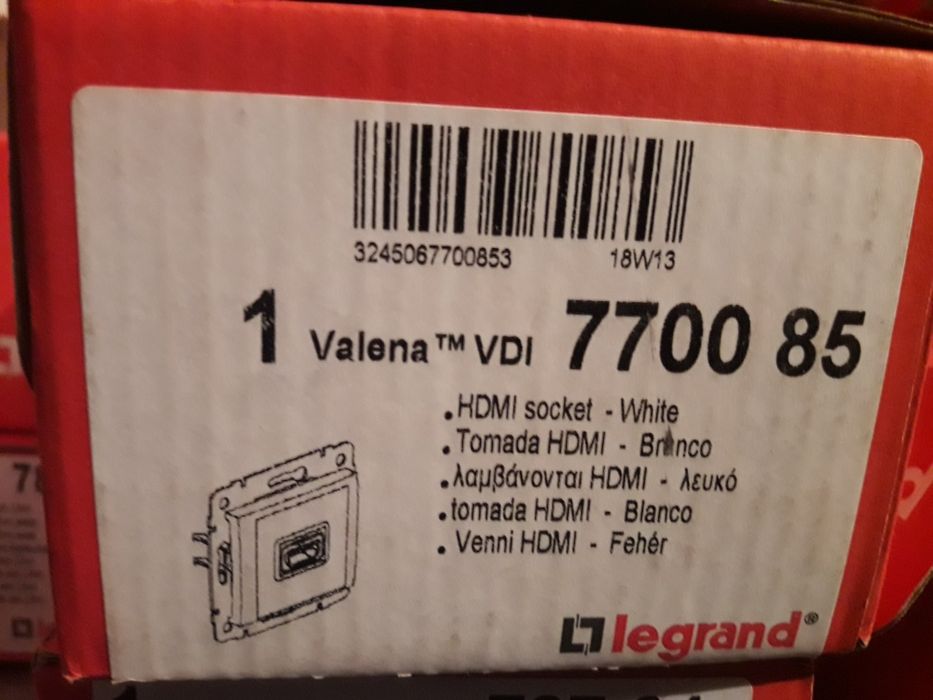 3245067700853 18W13
1 Valena™ VDI 7700 85
.HDMI socket - White
.Tomada HDMI - Branco
.λαμβάνονται HDMI - λευκό
.tomada HDMI - Blanco
.Venni HDMI - Fehér
legrand®